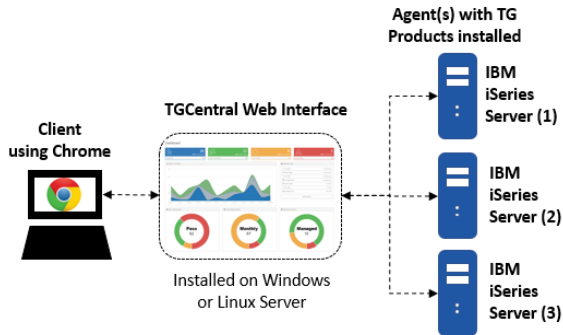 Agent(s) with TG
Products installed
IBM
iSeries
Server (1)
TGCentral Web Interface
Client
using Chrome
Pass
Monthly
Managed
IBM
iSeries
Server (2)
Installed on Windows
or Linux Server
IBM
iSeries
Server (3)